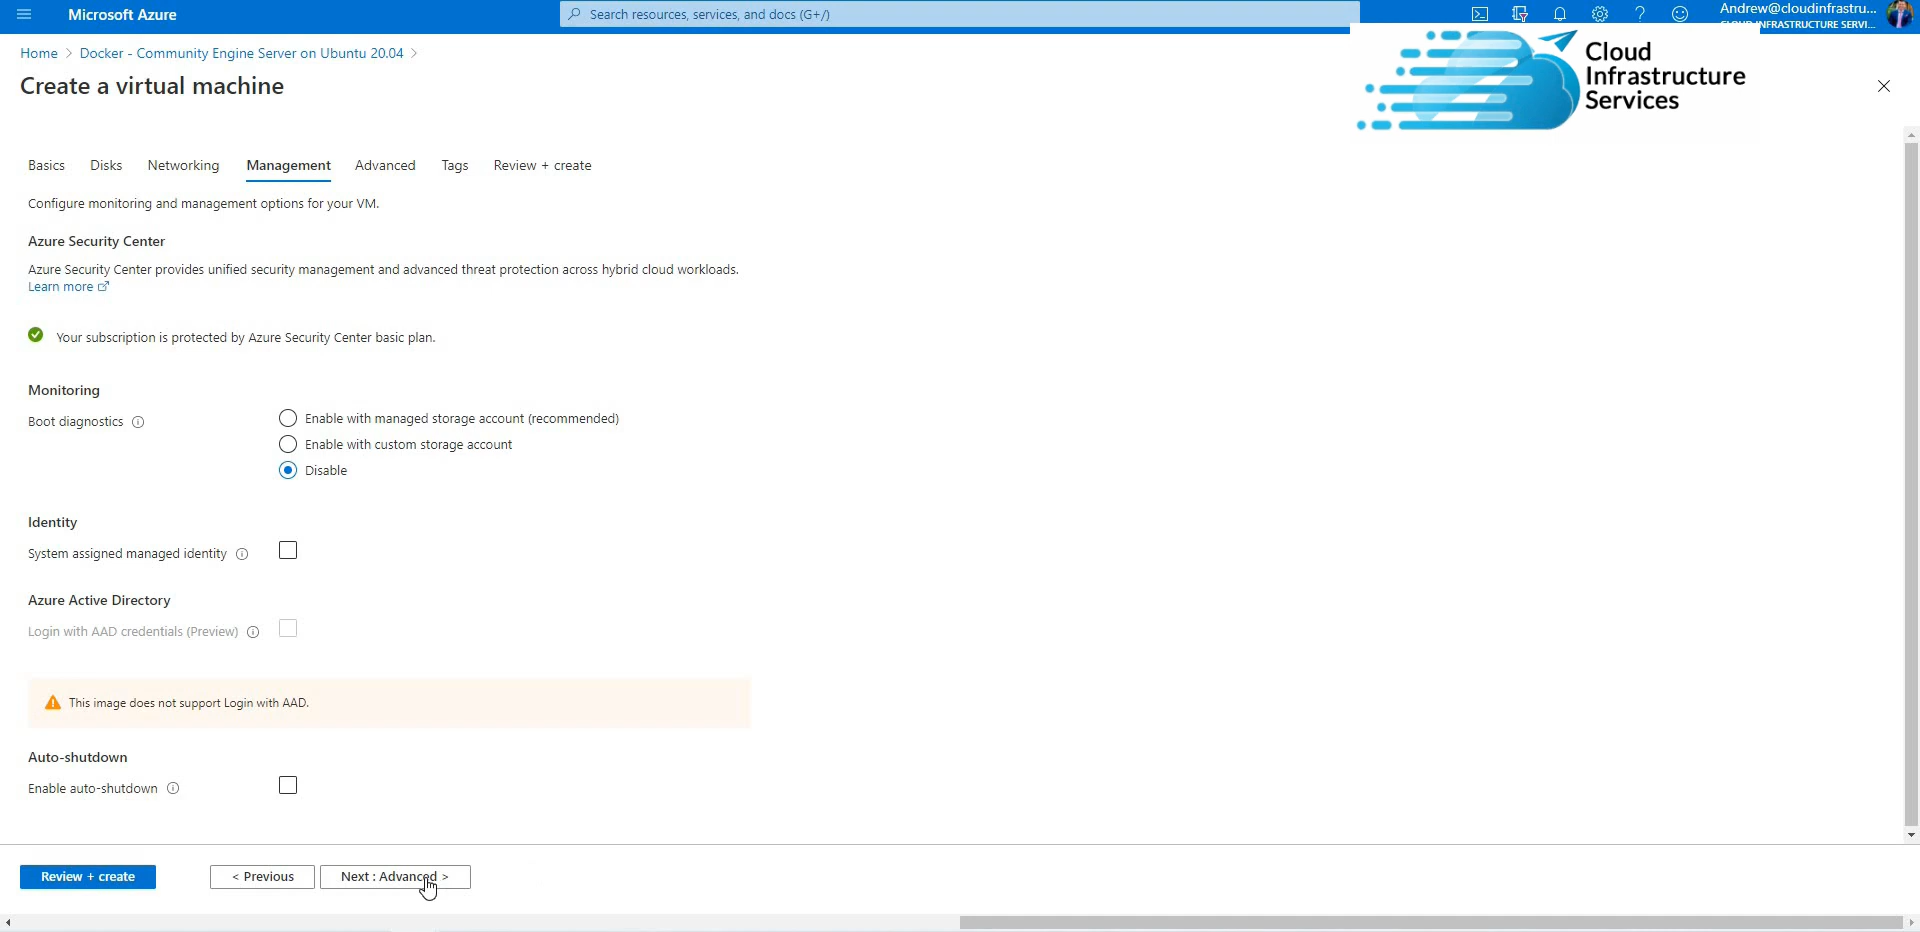 Microsoft Azure
Search resources, services, and docs (G+/)
Andrew@cloudinfrastru...
CLOUD INFRASTRUCTURE SERVI...
Home > Docker - Community Engine Server on Ubuntu 20.04 >
Create a virtual machine
Cloud
Infrastructure
Services
Basics Disks Networking Management Advanced Tags Review + create
Configure monitoring and management options for your VM.
Azure Security Center
Azure Security Center provides unified security management and advanced threat protection across hybrid cloud workloads.
Learn more
Your subscription is protected by Azure Security Center basic plan.
Monitoring
Boot diagnostics
Enable with managed storage account (recommended)
Enable with custom storage account
Disable
Identity
System assigned managed identity
Azure Active Directory
Login with AAD credentials (Preview)
This image does not support Login with AAD.
Auto-shutdown
Enable auto-shutdown
Review + create
< Previous
Next : Advanced >